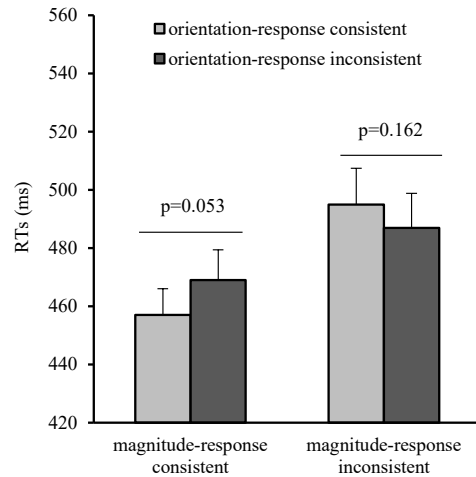 560
540
520
500
480
460
440
420
RTs (ms)
orientation-response consistent
orientation-response inconsistent
p=0.053
p=0.162
magnitude-response
consistent
magnitude-response
inconsistent